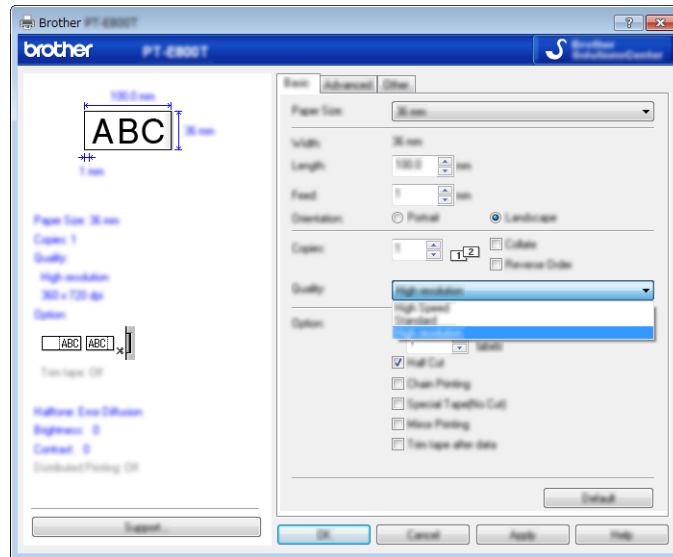 Brother PT-E800T
brother PT-E800T
Brother SolutionsCenter
Basic Advanced Other
100.0 mm
ABC
36 mm
1 mm
Paper Size: 36 mm
Width: 36 mm
Length: 100.0 mm
Feed: 1 mm
Orientation: Portrait Landscape
Copies: 1 1 2 Collate
Reverse Order
Quality: High resolution
High Speed
Standard
High resolution
Option: 1 labels
Half Cut
Chain Printing
Special Tape(No Cut)
Mirror Printing
Trim tape after data
Default
Paper Size: 36 mm
Copies: 1
Quality:
High resolution
360 x 720 dpi
Option:
ABC ABC
Trim tape: Off
Halftone: Error Diffusion
Brightness: 0
Contrast: 0
Distributed Printing: Off
Support...
OK Cancel Apply Help